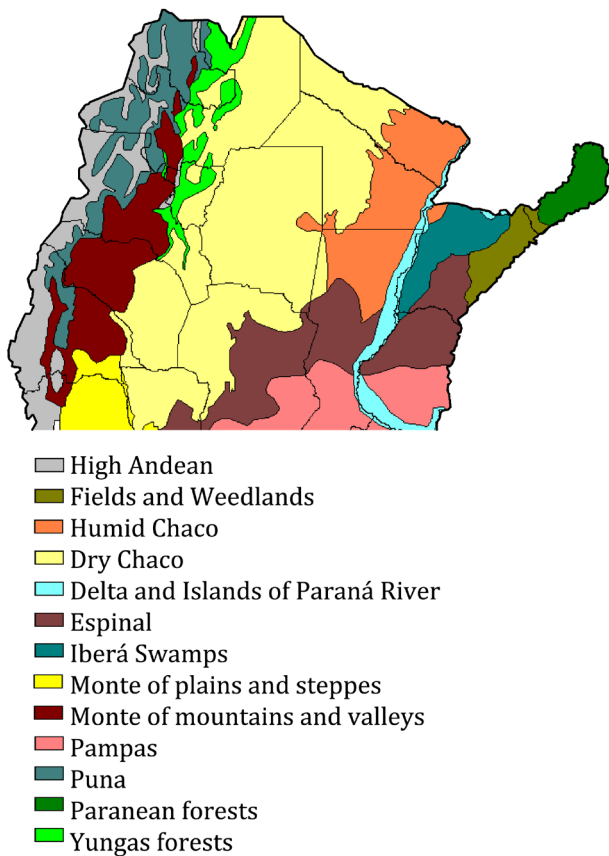 High Andean
Fields and Weedlands
Humid Chaco
Dry Chaco
Delta and Islands of Paraná River
Espinal
Iberá Swamps
Monte of plains and steppes
Monte of mountains and valleys
Pampas
Puna
Paranean forests
Yungas forests